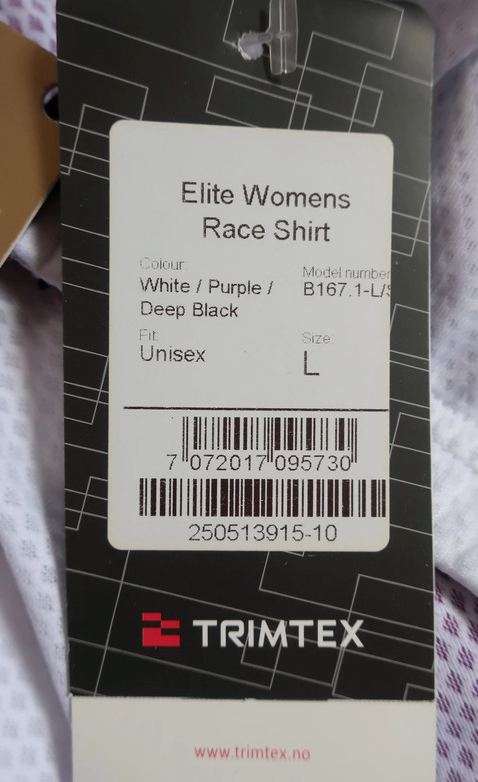 Elite Womens
Race Shirt
Colour:
White / Purple /
Deep Black
Model number
B167.1-L/S
Fit:
Unisex
Size:
L
7 072017 095730
250513915-10
TRIMTEX
www.trimtex.no